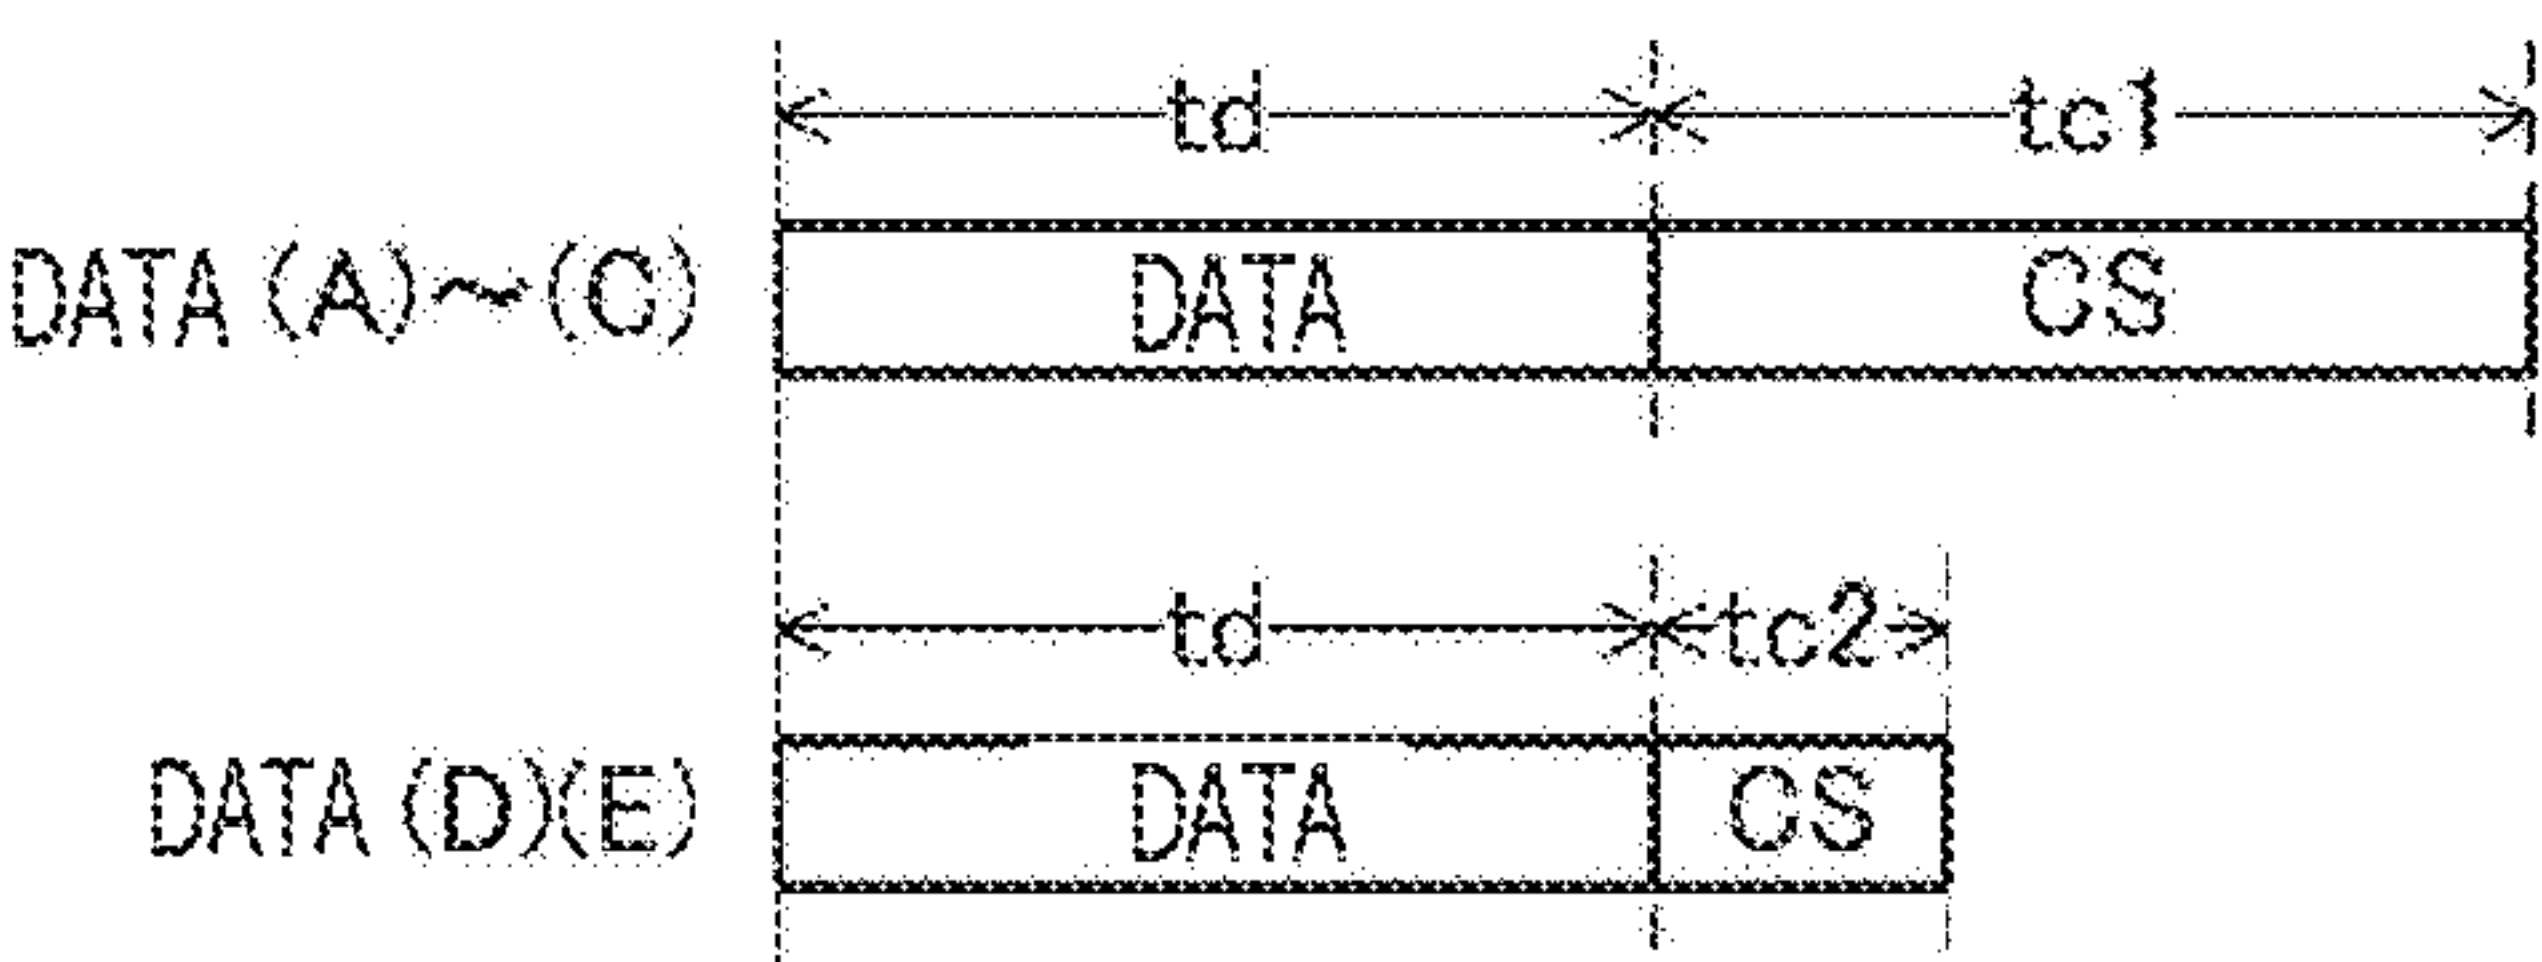 td tc1
DATA (A)~(C) DATA CS
td tc2
DATA (D)(E) DATA CS